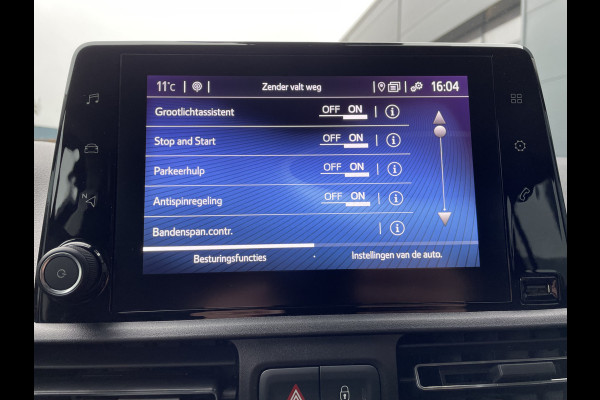 11°C Zender valt weg 16:04
Grootlichtassistent OFF ON
Stop and Start OFF ON
Parkeerhulp OFF ON
Antispinregeling OFF ON
Bandenspan.contr.
Besturingsfuncties Instellingen van de auto.
N